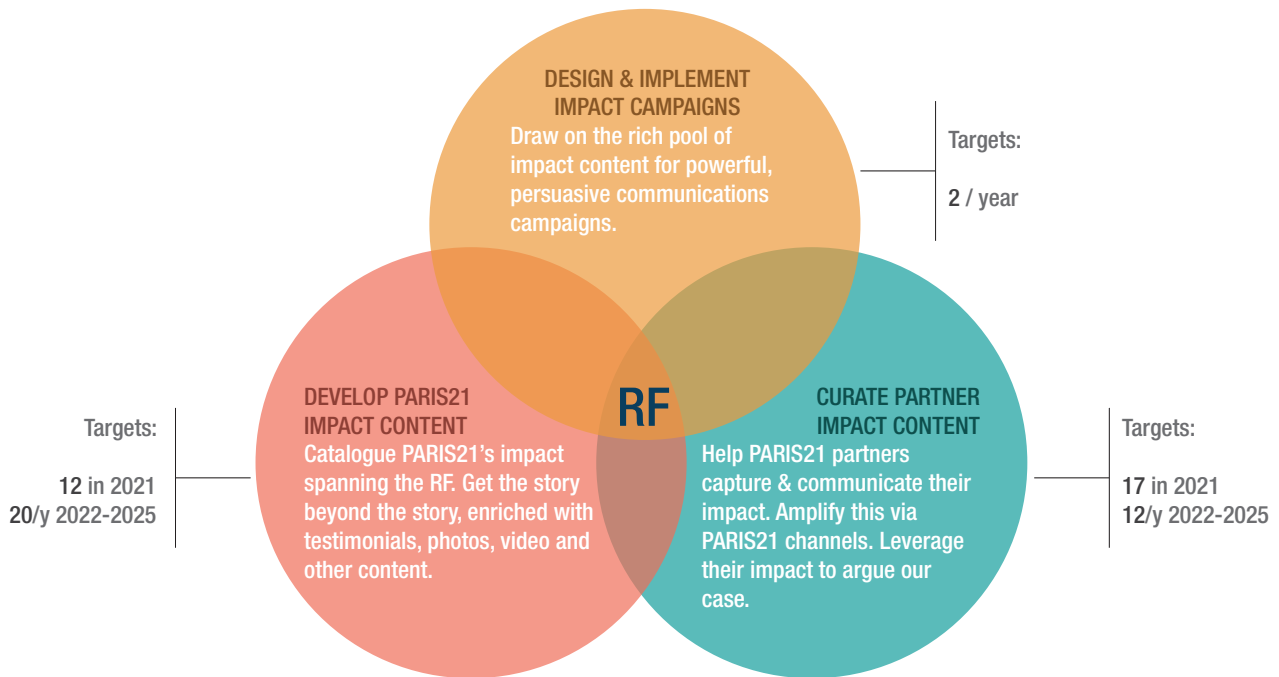 DESIGN & IMPLEMENT
IMPACT CAMPAIGNS
Draw on the rich pool of
impact content for powerful,
persuasive communications
campaigns.
Targets:
2 / year
DEVELOP PARIS21
IMPACT CONTENT
Catalogue PARIS21's impact
spanning the RF. Get the story
beyond the story, enriched with
testimonials, photos, video and
other content.
Targets:
12 in 2021
20/y 2022-2025
RF
CURATE PARTNER
IMPACT CONTENT
Help PARIS21 partners
capture & communicate their
impact. Amplify this via
PARIS21 channels. Leverage
their impact to argue our
case.
Targets:
17 in 2021
12/y 2022-2025